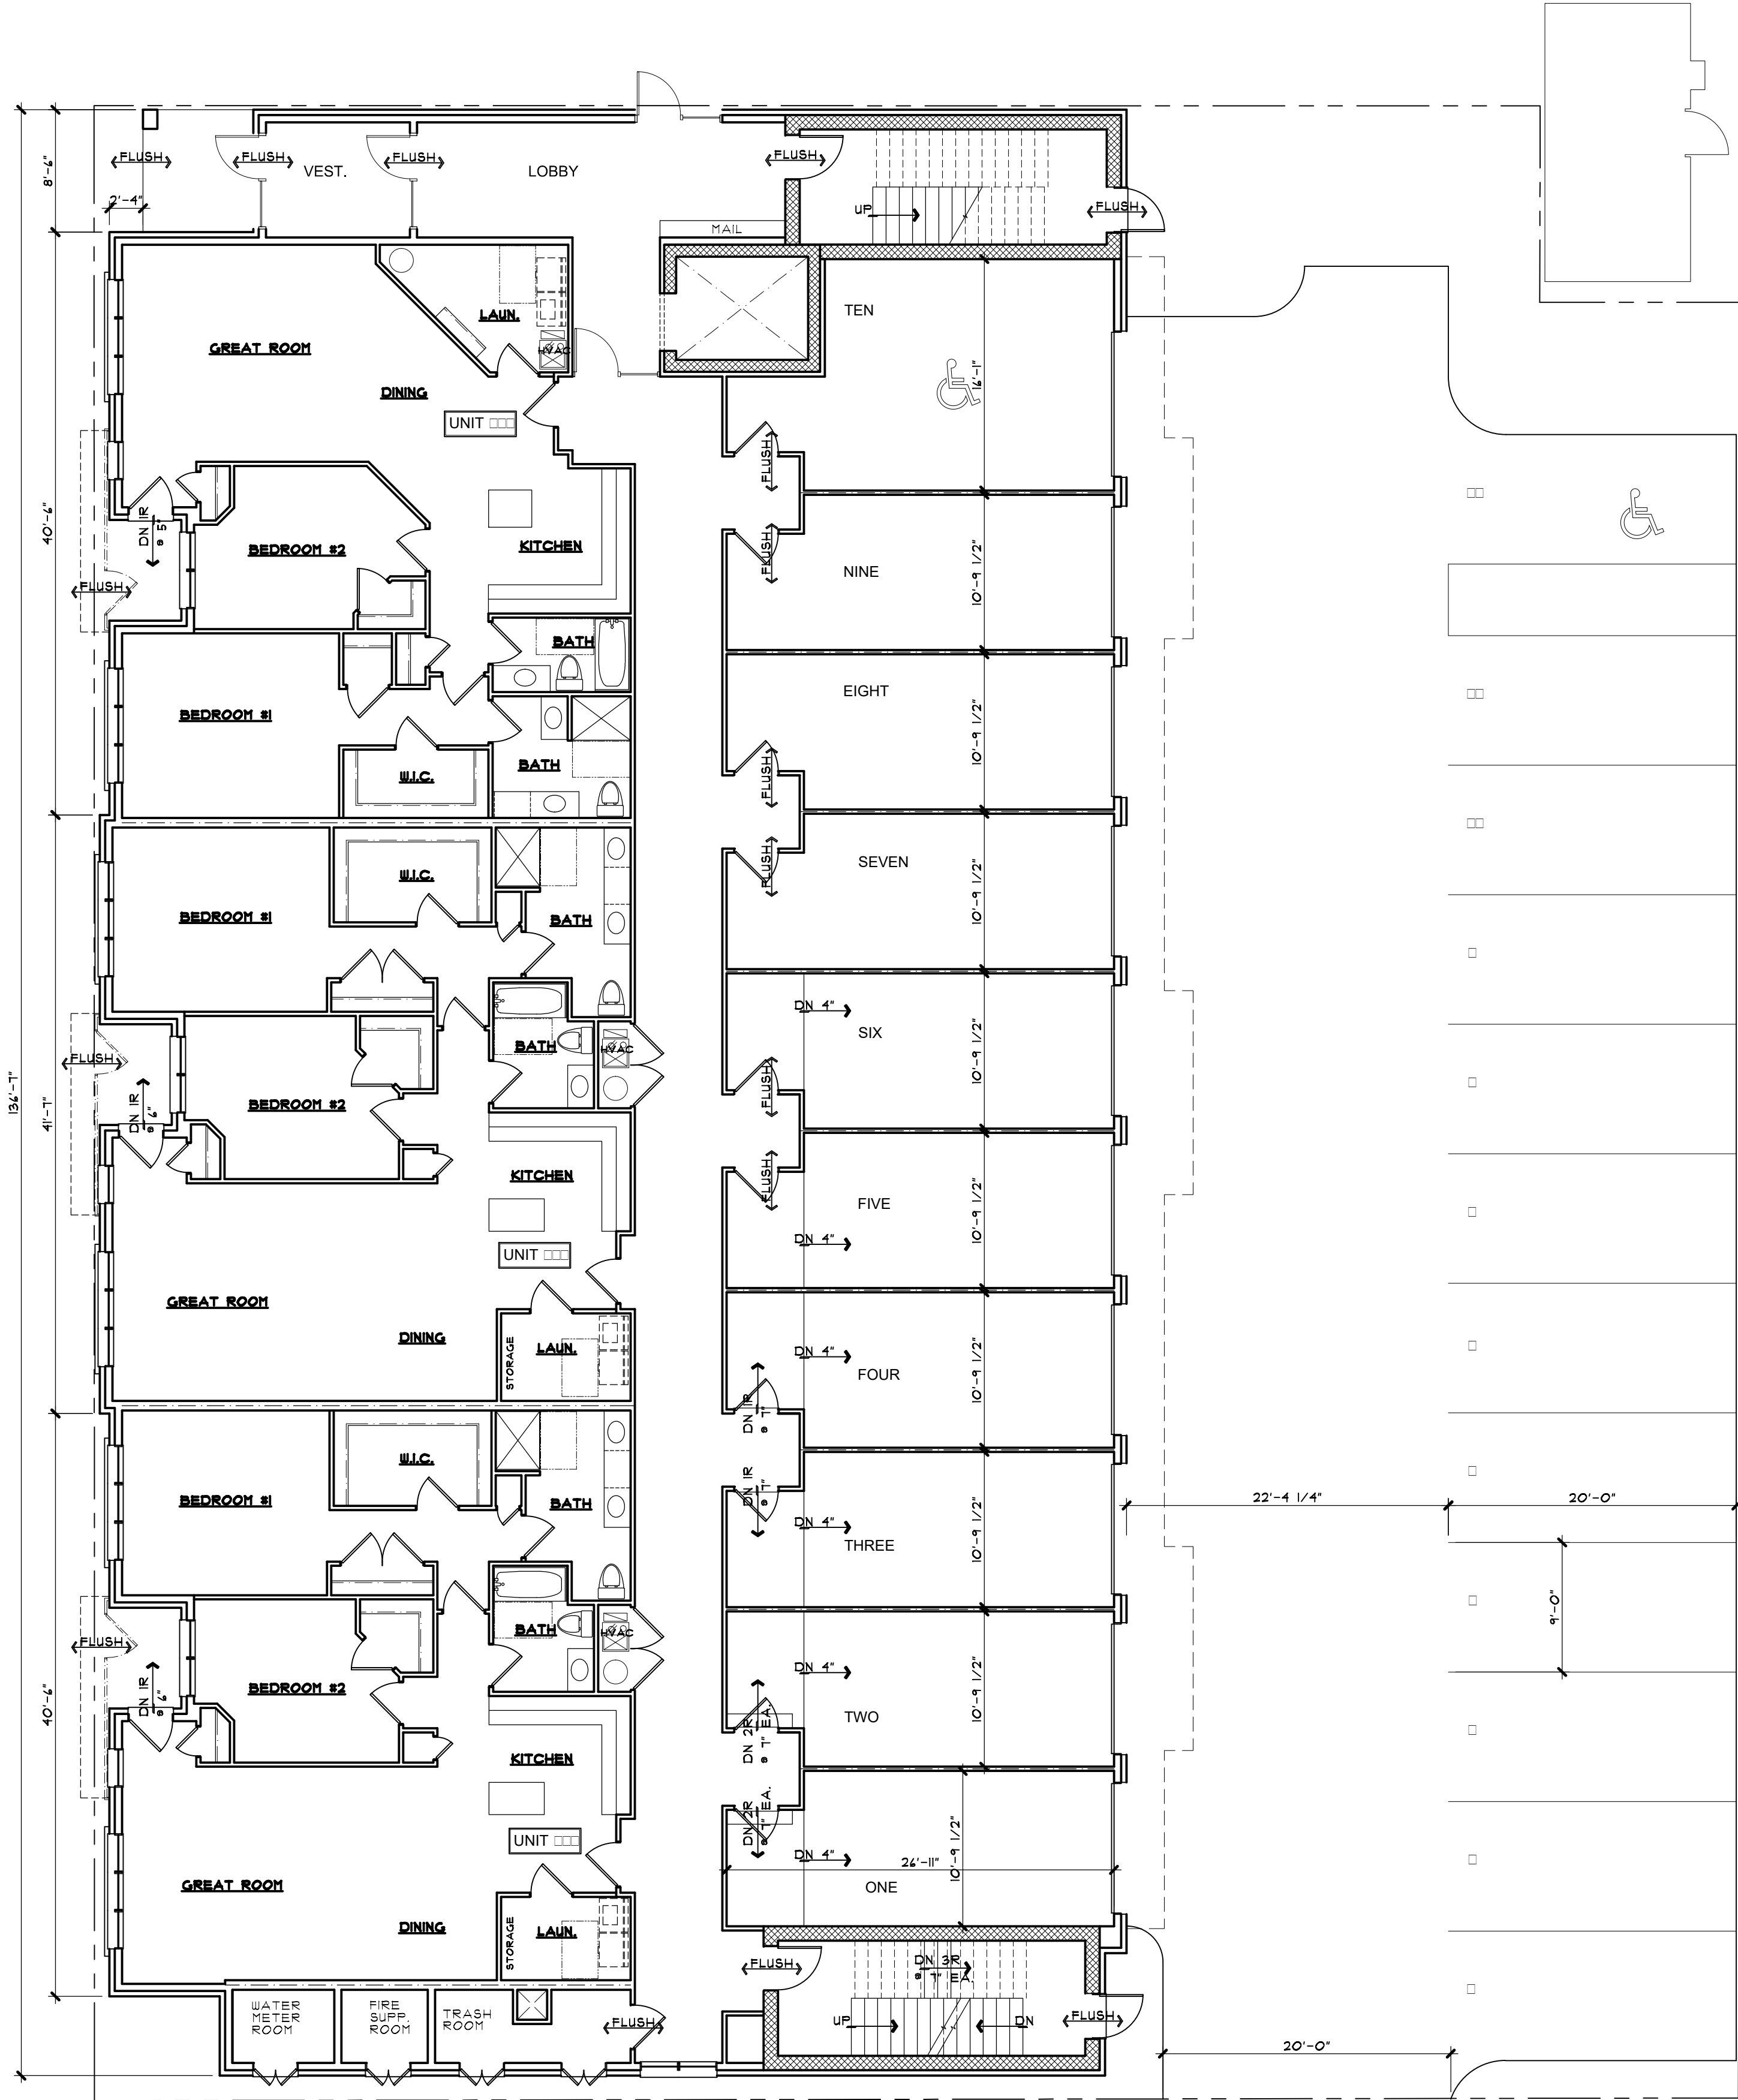 8'-6"
2'-4"
FLUSH
FLUSH
VEST.
FLUSH
LOBBY
FLUSH
UP
FLUSH
MAIL
LAUN.
HVAC
GREAT ROOM
DINING
UNIT □□□
TEN
16'-1"
FLUSH
40'-6"
DN 1R
@ 5"
BEDROOM #2
KITCHEN
FLUSH
FLUSH
NINE
10'-9 1/2"
□□
BATH
BEDROOM #1
BATH
W.I.C.
EIGHT
10'-9 1/2"
FLUSH
□□
□□
W.I.C.
BEDROOM #1
BATH
FLUSH
SEVEN
10'-9 1/2"
□
136'-7"
41'-7"
FLUSH
DN 1R
@ 6"
BEDROOM #2
BATH
HVAC
DN 4"
SIX
10'-9 1/2"
FLUSH
□
KITCHEN
FLUSH
FIVE
DN 4"
10'-9 1/2"
□
UNIT □□□
GREAT ROOM
DINING
STORAGE
LAUN.
DN 4"
FOUR
10'-9 1/2"
DN 1R
@ 7"
□
W.I.C.
BEDROOM #1
BATH
DN 1R
@ 7"
DN 4"
THREE
10'-9 1/2"
□
22'-4 1/4"
20'-0"
9'-0"
□
40'-6"
FLUSH
DN 1R
@ 6"
BEDROOM #2
BATH
HVAC
DN 4"
TWO
10'-9 1/2"
DN 2R
@ 7" EA.
□
KITCHEN
UNIT □□□
DN 2R
@ 7" EA.
DN 4"
26'-11"
10'-9 1/2"
ONE
□
GREAT ROOM
DINING
STORAGE
LAUN.
FLUSH
DN 3R
@ 7" EA.
□
WATER
METER
ROOM
FIRE
SUPP.
ROOM
TRASH
ROOM
FLUSH
UP
DN
FLUSH
20'-0"